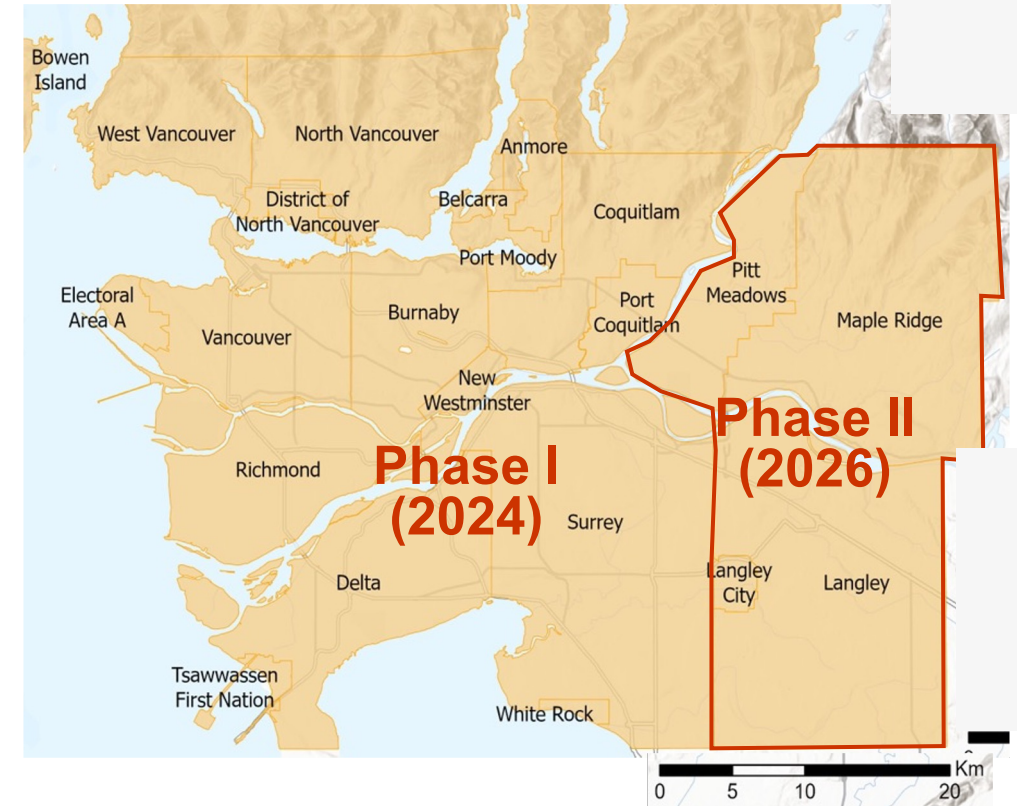 Bowen
Island
West Vancouver
North Vancouver
Anmore
District of
North Vancouver
Belcarra
Coquitlam
Port Moody
Pitt
Meadows
Electoral
Area A
Vancouver
Burnaby
Port
Coquitlam
Maple Ridge
New
Westminster
Phase II
(2026)
Richmond
Phase I
(2024)
Surrey
Delta
Langley
City
Langley
Tsawwassen
First Nation
White Rock
Km
0 5 10 20